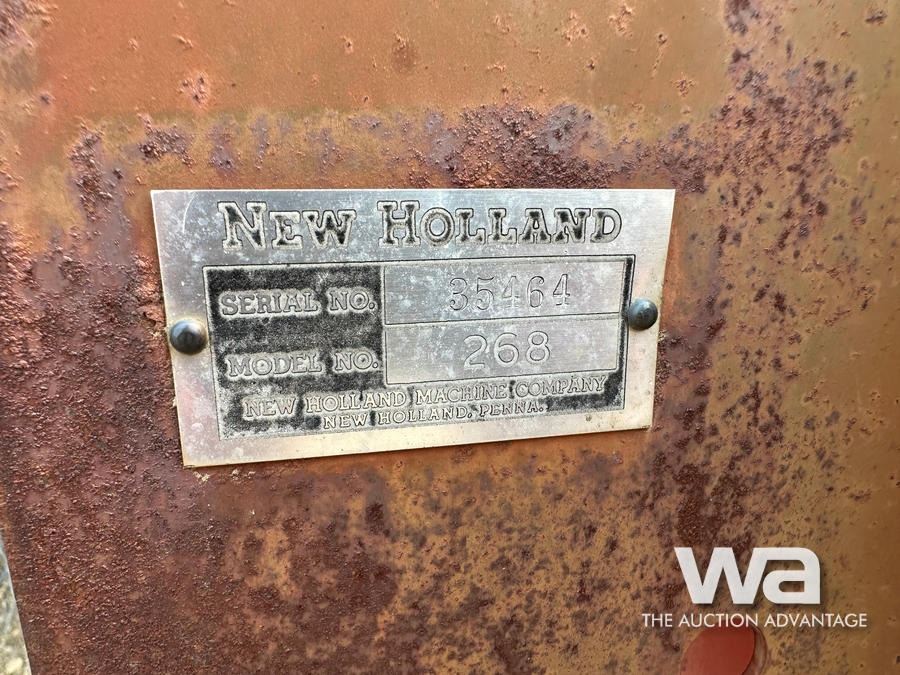 NEW HOLLAND
SERIAL NO. 35464
MODEL NO. 268
NEW HOLLAND MACHINE COMPANY
NEW HOLLAND, PENNA.
wa
THE AUCTION ADVANTAGE